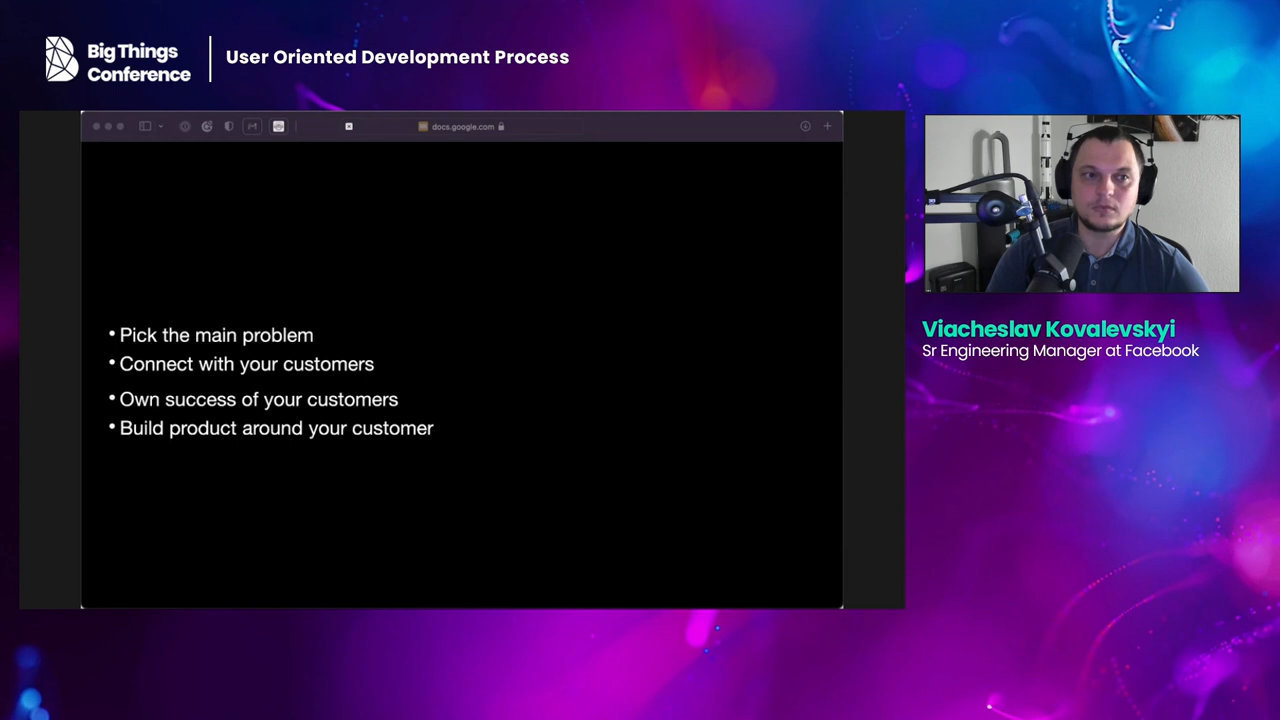 Big Things
Conference
User Oriented Development Process
docs.google.com
• Pick the main problem
• Connect with your customers
• Own success of your customers
• Build product around your customer
Viacheslav Kovalevskyi
Sr Engineering Manager at Facebook